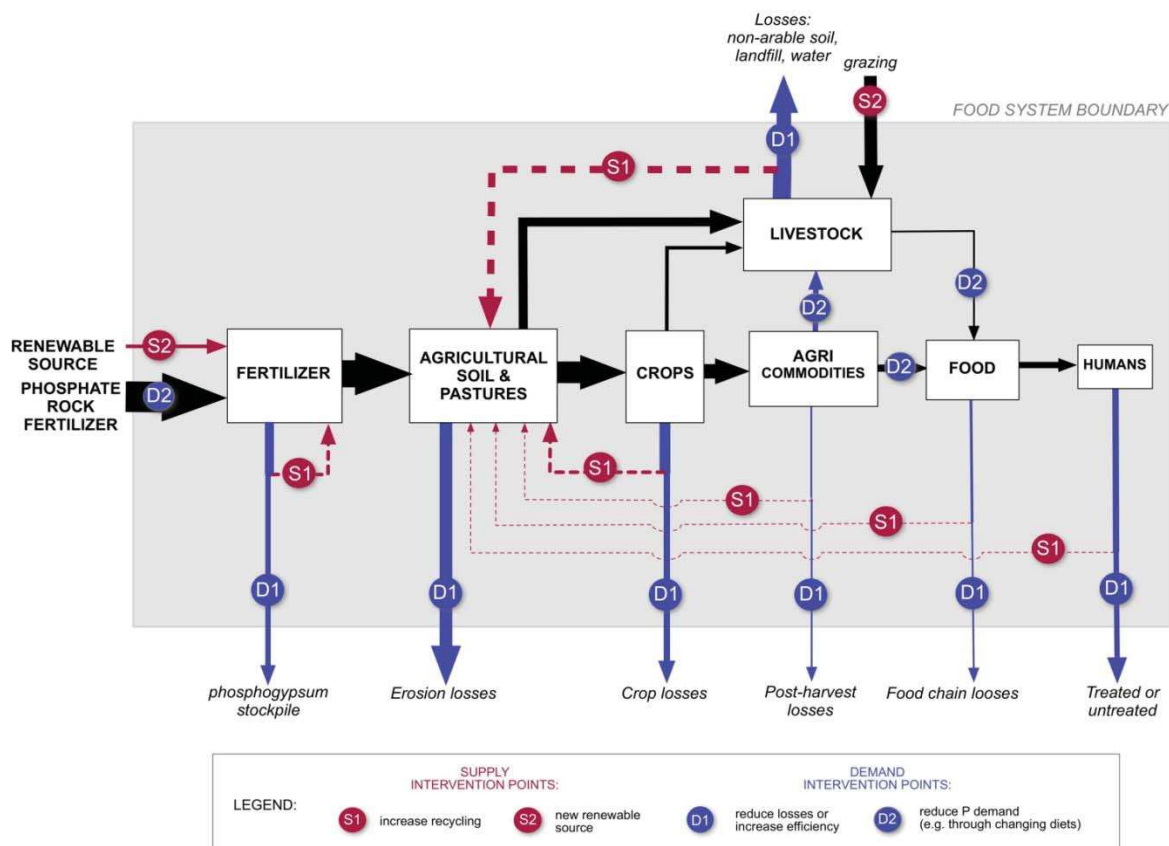 Losses:
non-arable soil,
landfill, water
grazing
S2
FOOD SYSTEM BOUNDARY
D1
S1
LIVESTOCK
D2
D2
RENEWABLE
SOURCE
S2
PHOSPHATE
ROCK
FERTILIZER
D2
FERTILIZER
AGRICULTURAL
SOIL &
PASTURES
CROPS
AGRI
COMMODITIES
D2
FOOD
HUMANS
S1
S1
S1
S1
S1
D1
D1
D1
D1
D1
D1
phosphogypsum
stockpile
Erosion losses
Crop losses
Post-harvest
losses
Food chain looses
Treated or
untreated
LEGEND:
SUPPLY
INTERVENTION POINTS:
S1 increase recycling
S2 new renewable
source
DEMAND
INTERVENTION POINTS:
D1 reduce losses or
increase efficiency
D2 reduce P demand
(e.g. through changing diets)